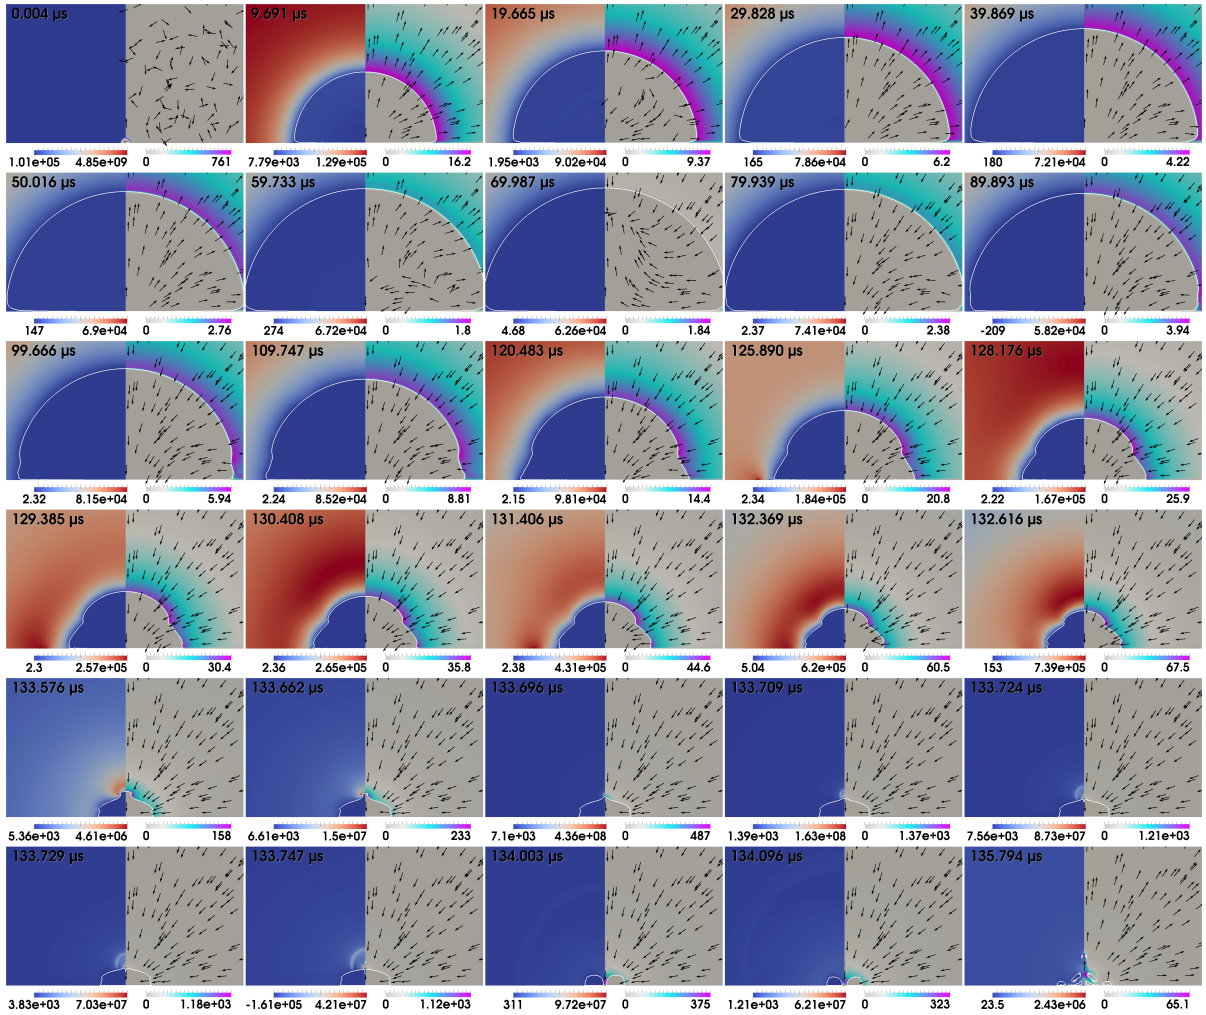 0.004 µs 9.691 µs 19.665 µs 29.828 µs 39.869 µs
1.01e+05 4.85e+09 0 761 7.79e+03 1.29e+05 0 16.2 1.95e+03 9.02e+04 0 9.37 165 7.86e+04 0 6.2 180 7.21e+04 0 4.22
50.016 µs 59.733 µs 69.987 µs 79.939 µs 89.893 µs
147 6.9e+04 0 2.76 274 6.72e+04 0 1.8 4.68 6.26e+04 0 1.84 2.37 7.41e+04 0 2.38 -209 5.82e+04 0 3.94
99.666 µs 109.747 µs 120.483 µs 125.890 µs 128.176 µs
2.32 8.15e+04 0 5.94 2.24 8.52e+04 0 8.81 2.15 9.81e+04 0 14.4 2.34 1.84e+05 0 20.8 2.22 1.67e+05 0 25.9
129.385 µs 130.408 µs 131.406 µs 132.369 µs 132.616 µs
2.3 2.57e+05 0 30.4 2.36 2.65e+05 0 35.8 2.38 4.31e+05 0 44.6 5.04 6.2e+05 0 60.5 153 7.39e+05 0 67.5
133.576 µs 133.662 µs 133.696 µs 133.709 µs 133.724 µs
5.36e+03 4.61e+06 0 158 6.61e+03 1.5e+07 0 233 7.1e+03 4.36e+08 0 487 1.39e+03 1.63e+08 0 1.37e+03 7.56e+03 8.73e+07 0 1.21e+03
133.729 µs 133.747 µs 134.003 µs 134.096 µs 135.794 µs
3.83e+03 7.03e+07 0 1.18e+03 -1.61e+05 4.21e+07 0 1.12e+03 311 9.72e+07 0 375 1.21e+03 6.21e+07 0 323 23.5 2.43e+06 0 65.1